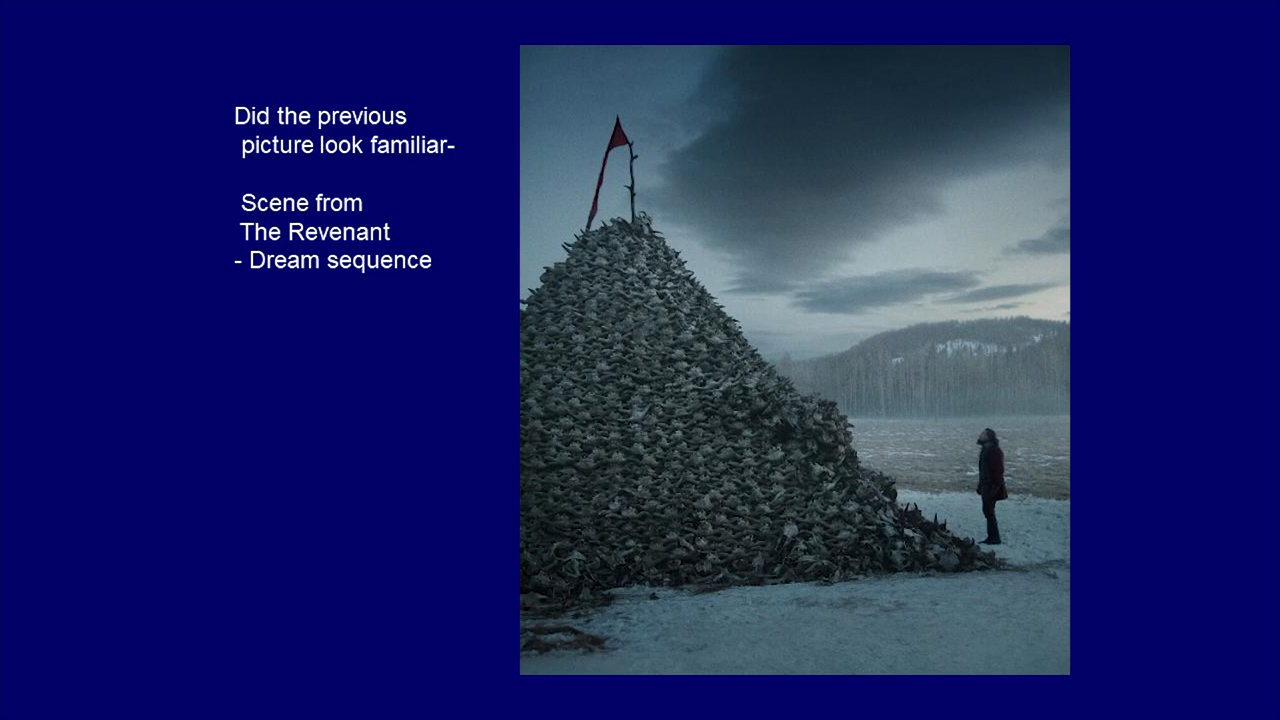 Did the previous
picture look familiar-
Scene from
The Revenant
- Dream sequence